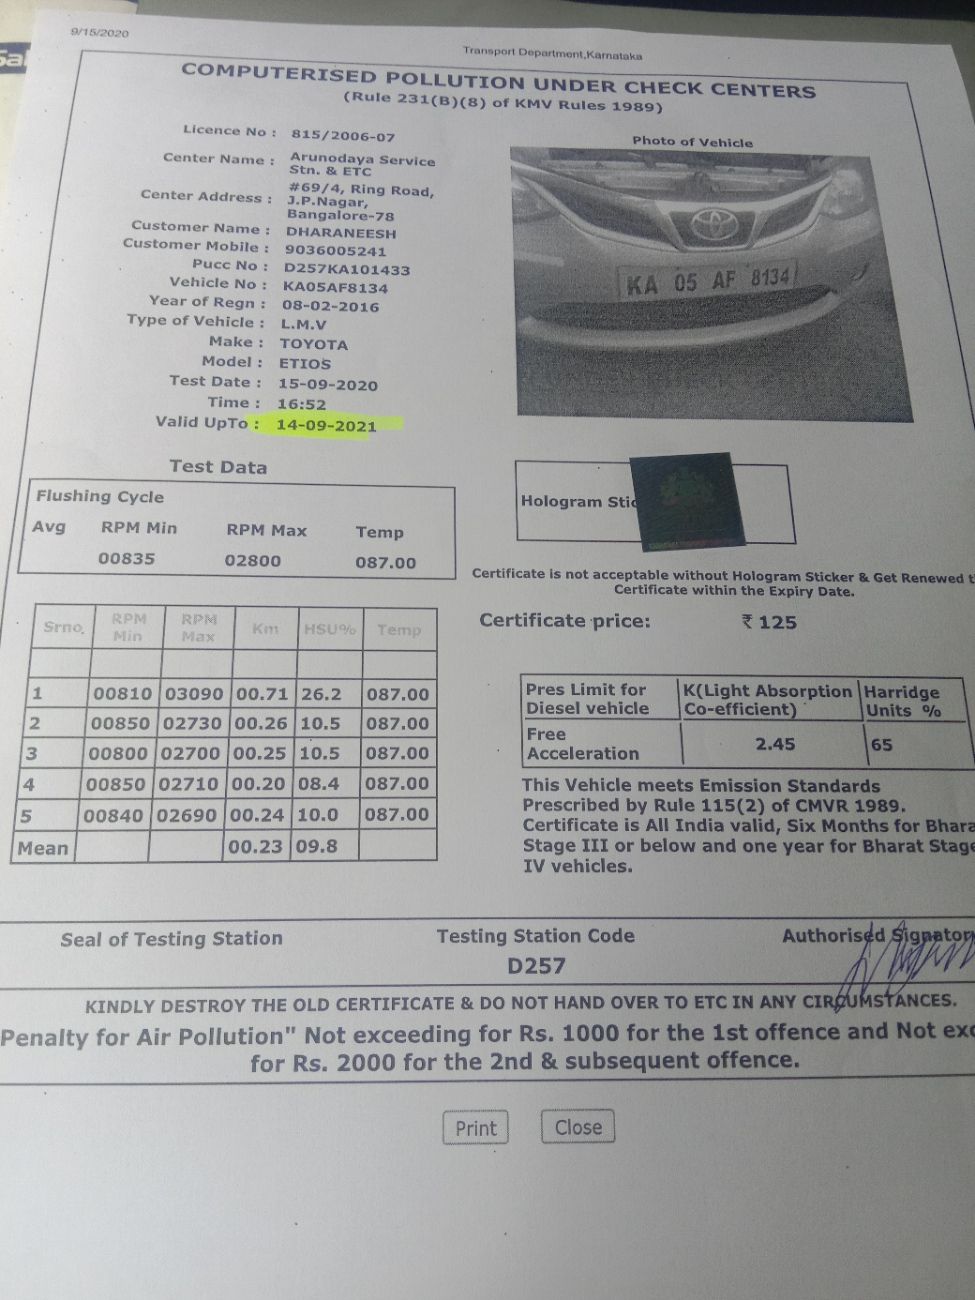 9/15/2020
Transport Department,Karnataka
COMPUTERISED POLLUTION UNDER CHECK CENTERS
(Rule 231(B)(8) of KMV Rules 1989)
Licence No : 815/2006-07
Center Name : Arunodaya Service
Stn. & ETC
Center Address : #69/4, Ring Road,
J.P.Nagar,
Bangalore-78
Customer Name : DHARANEESH
Customer Mobile : 9036005241
Pucc No : D257KA101433
Vehicle No : KA05AF8134
Year of Regn : 08-02-2016
Type of Vehicle : L.M.V
Make : TOYOTA
Model : ETIOS
Test Date : 15-09-2020
Time : 16:52
Valid UpTo : 14-09-2021
Photo of Vehicle
KA 05 AF 8134
Test Data
Flushing Cycle
Avg RPM Min RPM Max Temp
00835 02800 087.00
Hologram
Certificate is not acceptable without Hologram Sticker & Get Renewed
Certificate within the Expiry Date.
Certificate price: ₹ 125
Srno. RPM Min RPM Max Km HSU% Temp
1 00810 03090 00.71 26.2 087.00
2 00850 02730 00.26 10.5 087.00
3 00800 02700 00.25 10.5 087.00
4 00850 02710 00.20 08.4 087.00
5 00840 02690 00.24 10.0 087.00
Mean 00.23 09.8
Pres Limit for K(Light Absorption Harridge
Diesel vehicle Co-efficient) Units %
Free
Acceleration 2.45 65
This Vehicle meets Emission Standards
Prescribed by Rule 115(2) of CMVR 1989.
Certificate is All India valid, Six Months for
Stage III or below and one year for Bharat Stage
IV vehicles.
Seal of Testing Station Testing Station Code Authorised Signator
D257
KINDLY DESTROY THE OLD CERTIFICATE & DO NOT HAND OVER TO ETC IN ANY CIRCUMSTANCES.
Penalty for Air Pollution" Not exceeding for Rs. 1000 for the 1st offence and Not
for Rs. 2000 for the 2nd & subsequent offence.
Print Close